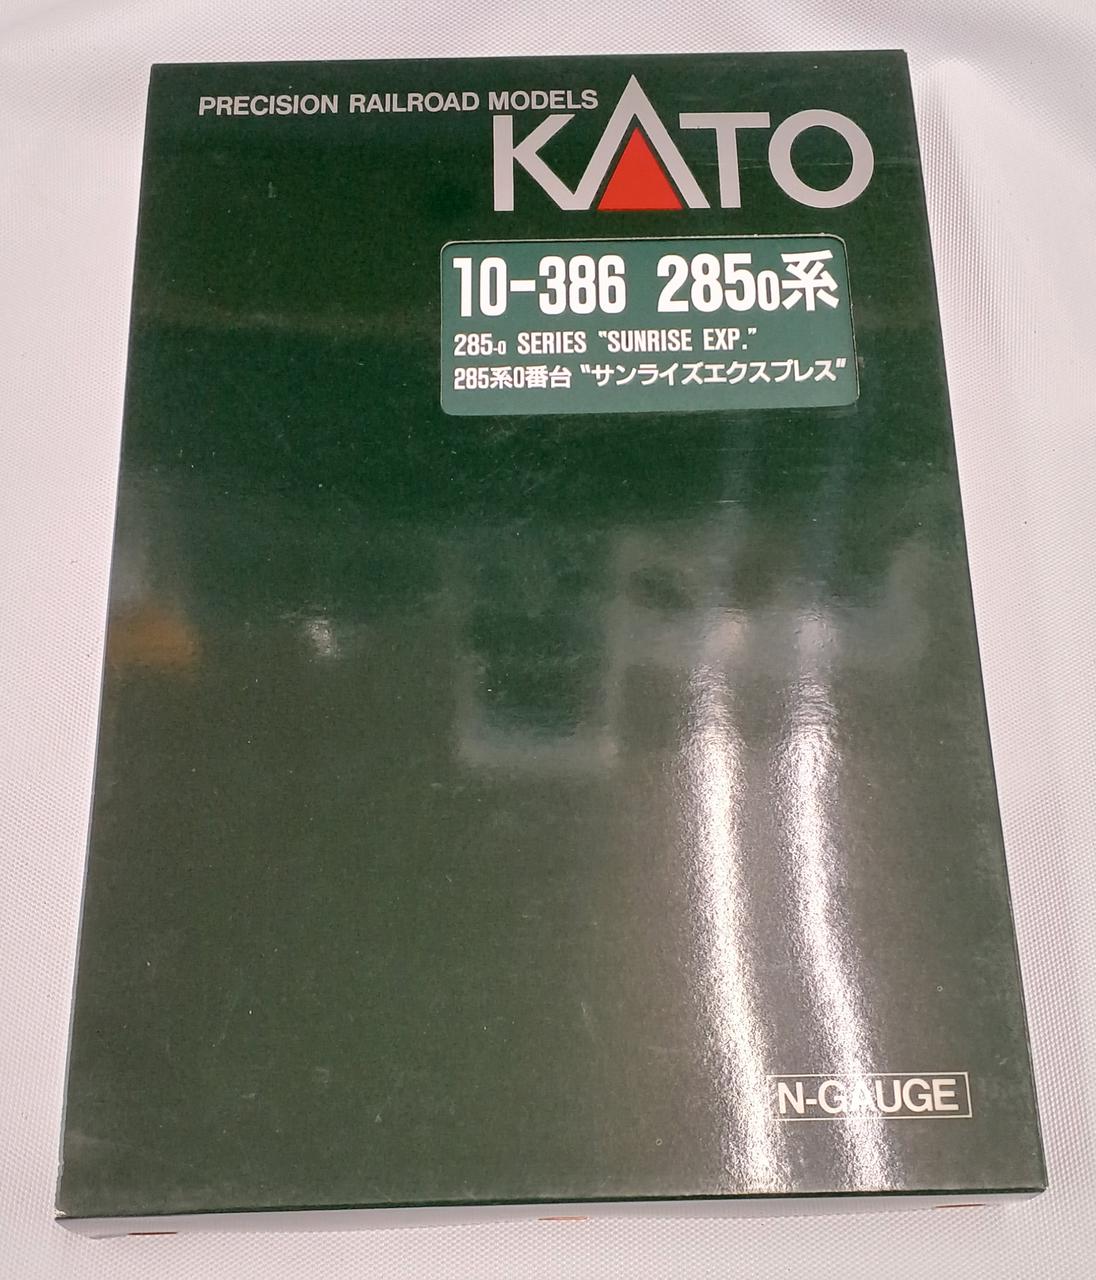 PRECISION RAILROAD MODELS
KATO
10-386 2850系
285-0 SERIES "SUNRISE EXP."
285系0番台 "サンライズエクスプレス"
N-GAUGE